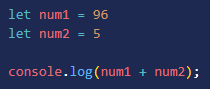 let num1 = 96
let num2 = 5
console.log(num1 + num2);